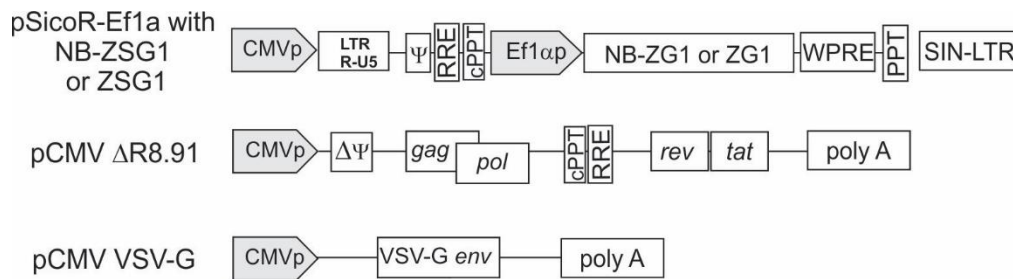 pSicoR-Ef1a with
NB-ZSG1
or ZSG1
CMVp
LTR
R-U5
Ψ
RRE
cPPT
Ef1αp
NB-ZG1 or ZG1
WPRE
PPT
SIN-LTR
pCMV ΔR8.91
CMVp
ΔΨ
gag
pol
cPPT
RRE
rev
tat
poly A
pCMV VSV-G
CMVp
VSV-G env
poly A